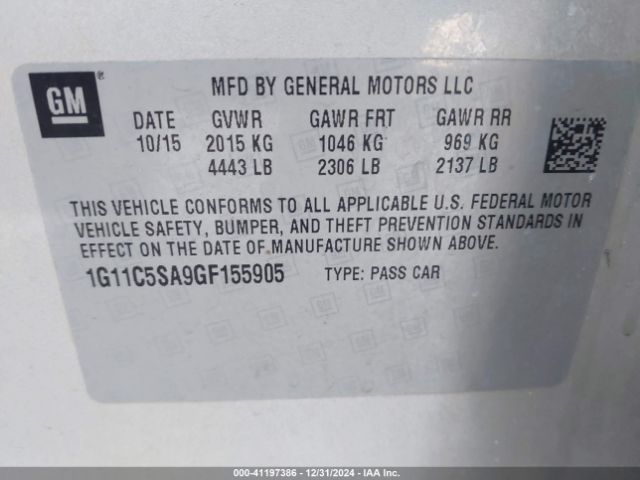 GM ®
MFD BY GENERAL MOTORS LLC
DATE GVWR GAWR FRT GAWR RR
10/15 2015 KG 1046 KG 969 KG
4443 LB 2306 LB 2137 LB
THIS VEHICLE CONFORMS TO ALL APPLICABLE U.S. FEDERAL MOTOR
VEHICLE SAFETY, BUMPER, AND THEFT PREVENTION STANDARDS IN
EFFECT ON THE DATE OF MANUFACTURE SHOWN ABOVE.
1G11C5SA9GF155905 TYPE: PASS CAR
000-41197386 - 12/31/2024 - IAAI.COM